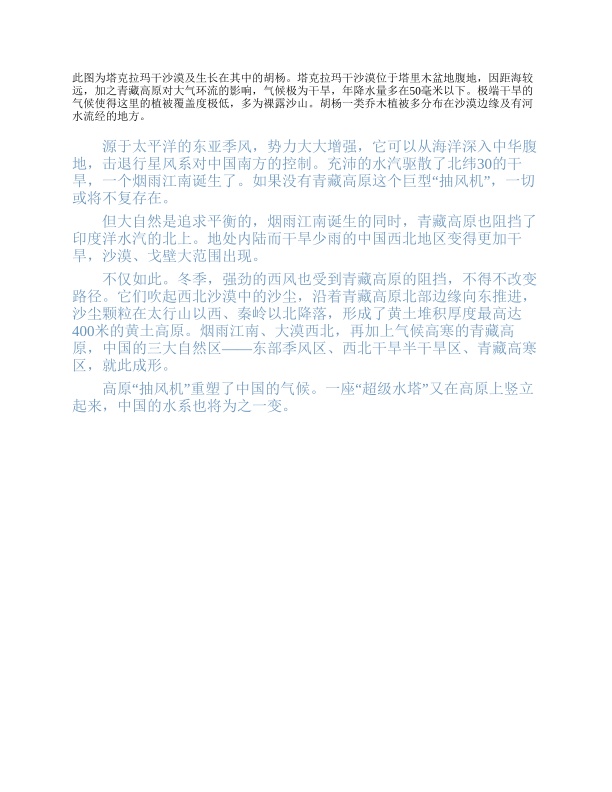 此图为塔克拉玛干沙漠及生长在其中的胡杨。塔克拉玛干沙漠位于塔里木盆地腹地，因距海较
远，加之青藏高原对大气环流的影响，气候极为干旱，年降水量多在50毫米以下。极端干旱的
气候使得这里的植被覆盖度极低，多为裸露沙山。胡杨一类乔木植被多分布在沙漠边缘及有河
水流经的地方。
源于太平洋的东亚季风，势力大大增强，它可以从海洋深入中华腹
地，击退行星风系对中国南方的控制。充沛的水汽驱散了北纬30的干
旱，一个烟雨江南诞生了。如果没有青藏高原这个巨型“抽风机”，一切
或将不复存在。
但大自然是追求平衡的，烟雨江南诞生的同时，青藏高原也阻挡了
印度洋水汽的北上。地处内陆而干旱少雨的中国西北地区变得更加干
旱，沙漠、戈壁大范围出现。
不仅如此。冬季，强劲的西风也受到青藏高原的阻挡，不得不改变
路径。它们吹起西北沙漠中的沙尘，沿着青藏高原北部边缘向东推进，
沙尘颗粒在太行山以西、秦岭以北降落，形成了黄土堆积厚度最高达
400米的黄土高原。烟雨江南、大漠西北，再加上气候高寒的青藏高
原，中国的三大自然区——东部季风区、西北干旱半干旱区、青藏高寒
区，就此成形。
高原“抽风机”重塑了中国的气候。一座“超级水塔”又在高原上竖立
起来，中国的水系也将为之一变。